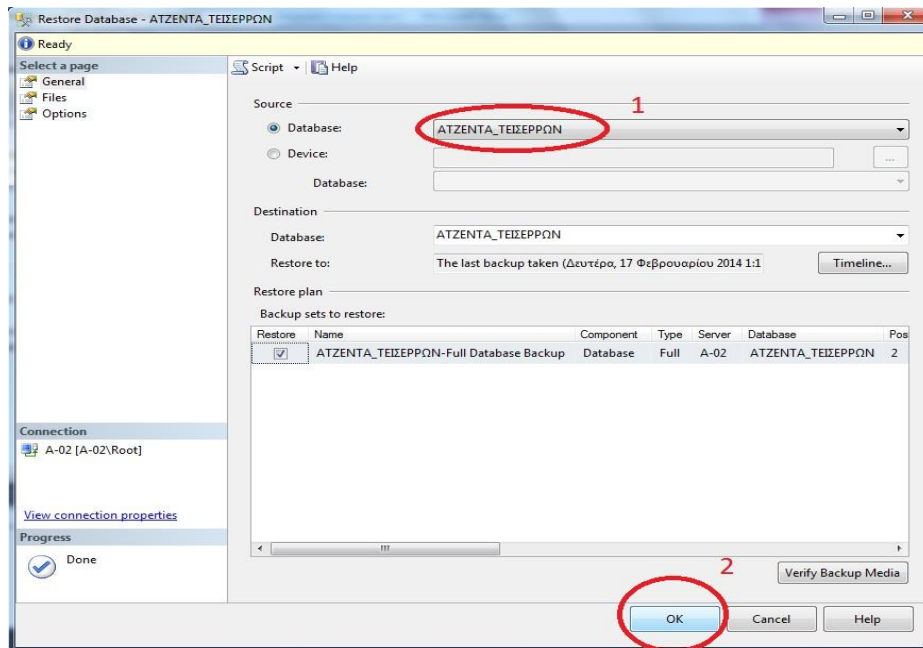 Restore Database - ΑΤΖΕΝΤΑ_ΤΕΙΣΕΡΡΩΝ
Ready
Select a page
General
Files
Options
Script
Help
Source
1
Database:
ΑΤΖΕΝΤΑ_ΤΕΙΣΕΡΡΩΝ
Device:
...
Database:
Destination
Database:
ΑΤΖΕΝΤΑ_ΤΕΙΣΕΡΡΩΝ
Restore to:
The last backup taken (Δευτέρα, 17 Φεβρουαρίου 2014 1:1
Timeline...
Restore plan
Backup sets to restore:
Restore Name Component Type Server Database Pos
ΑΤΖΕΝΤΑ_ΤΕΙΣΕΡΡΩΝ-Full Database Backup Database Full A-02 ΑΤΖΕΝΤΑ_ΤΕΙΣΕΡΡΩΝ 2
Connection
A-02 [A-02\Root]
View connection properties
Progress
Done
2
Verify Backup Media
OK
Cancel
Help